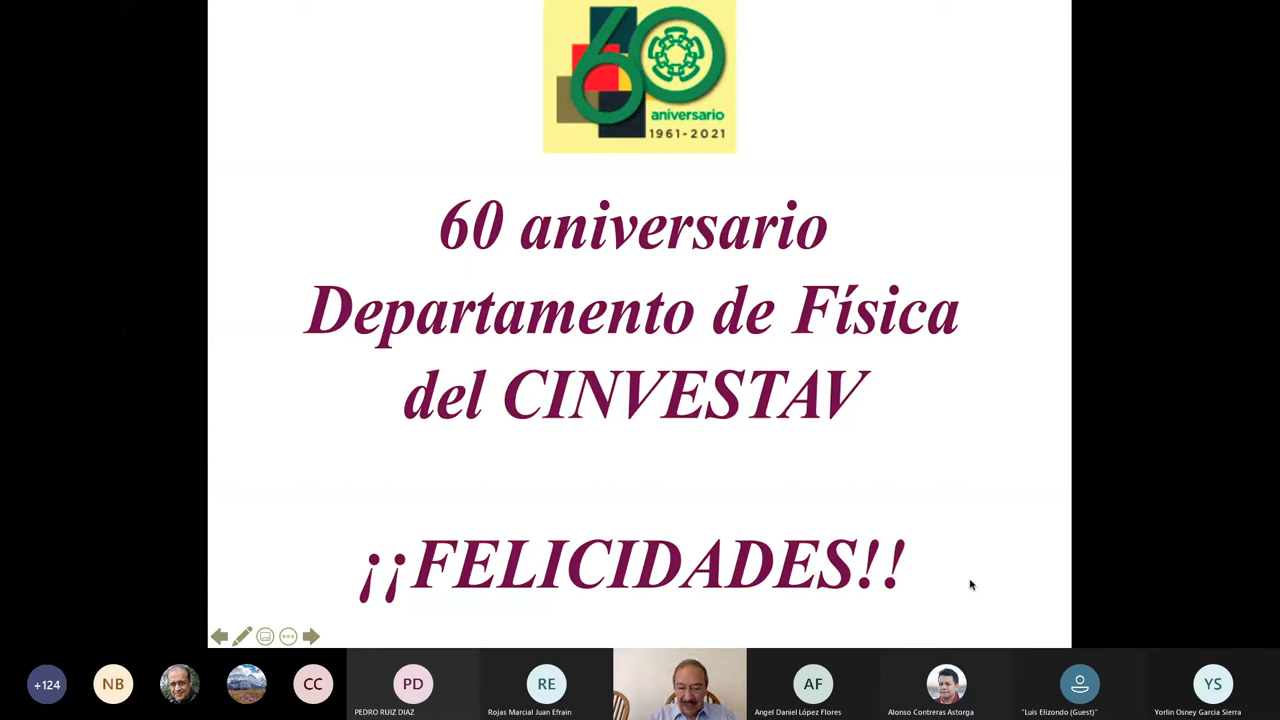 60
aniversario
1961-2021
60 aniversario
Departamento de Física
del CINVESTAV
¡¡FELICIDADES!!
+124
NB
CC
PD
RE
AF
YS
PEDRO RUIZ DIAZ
Rojas Marcial Juan Efrain
Angel Daniel López Flores
Alonso Contreras Astorga
"Luis Elizondo (Guest)"
Yorlin Osney Garcia Sierra